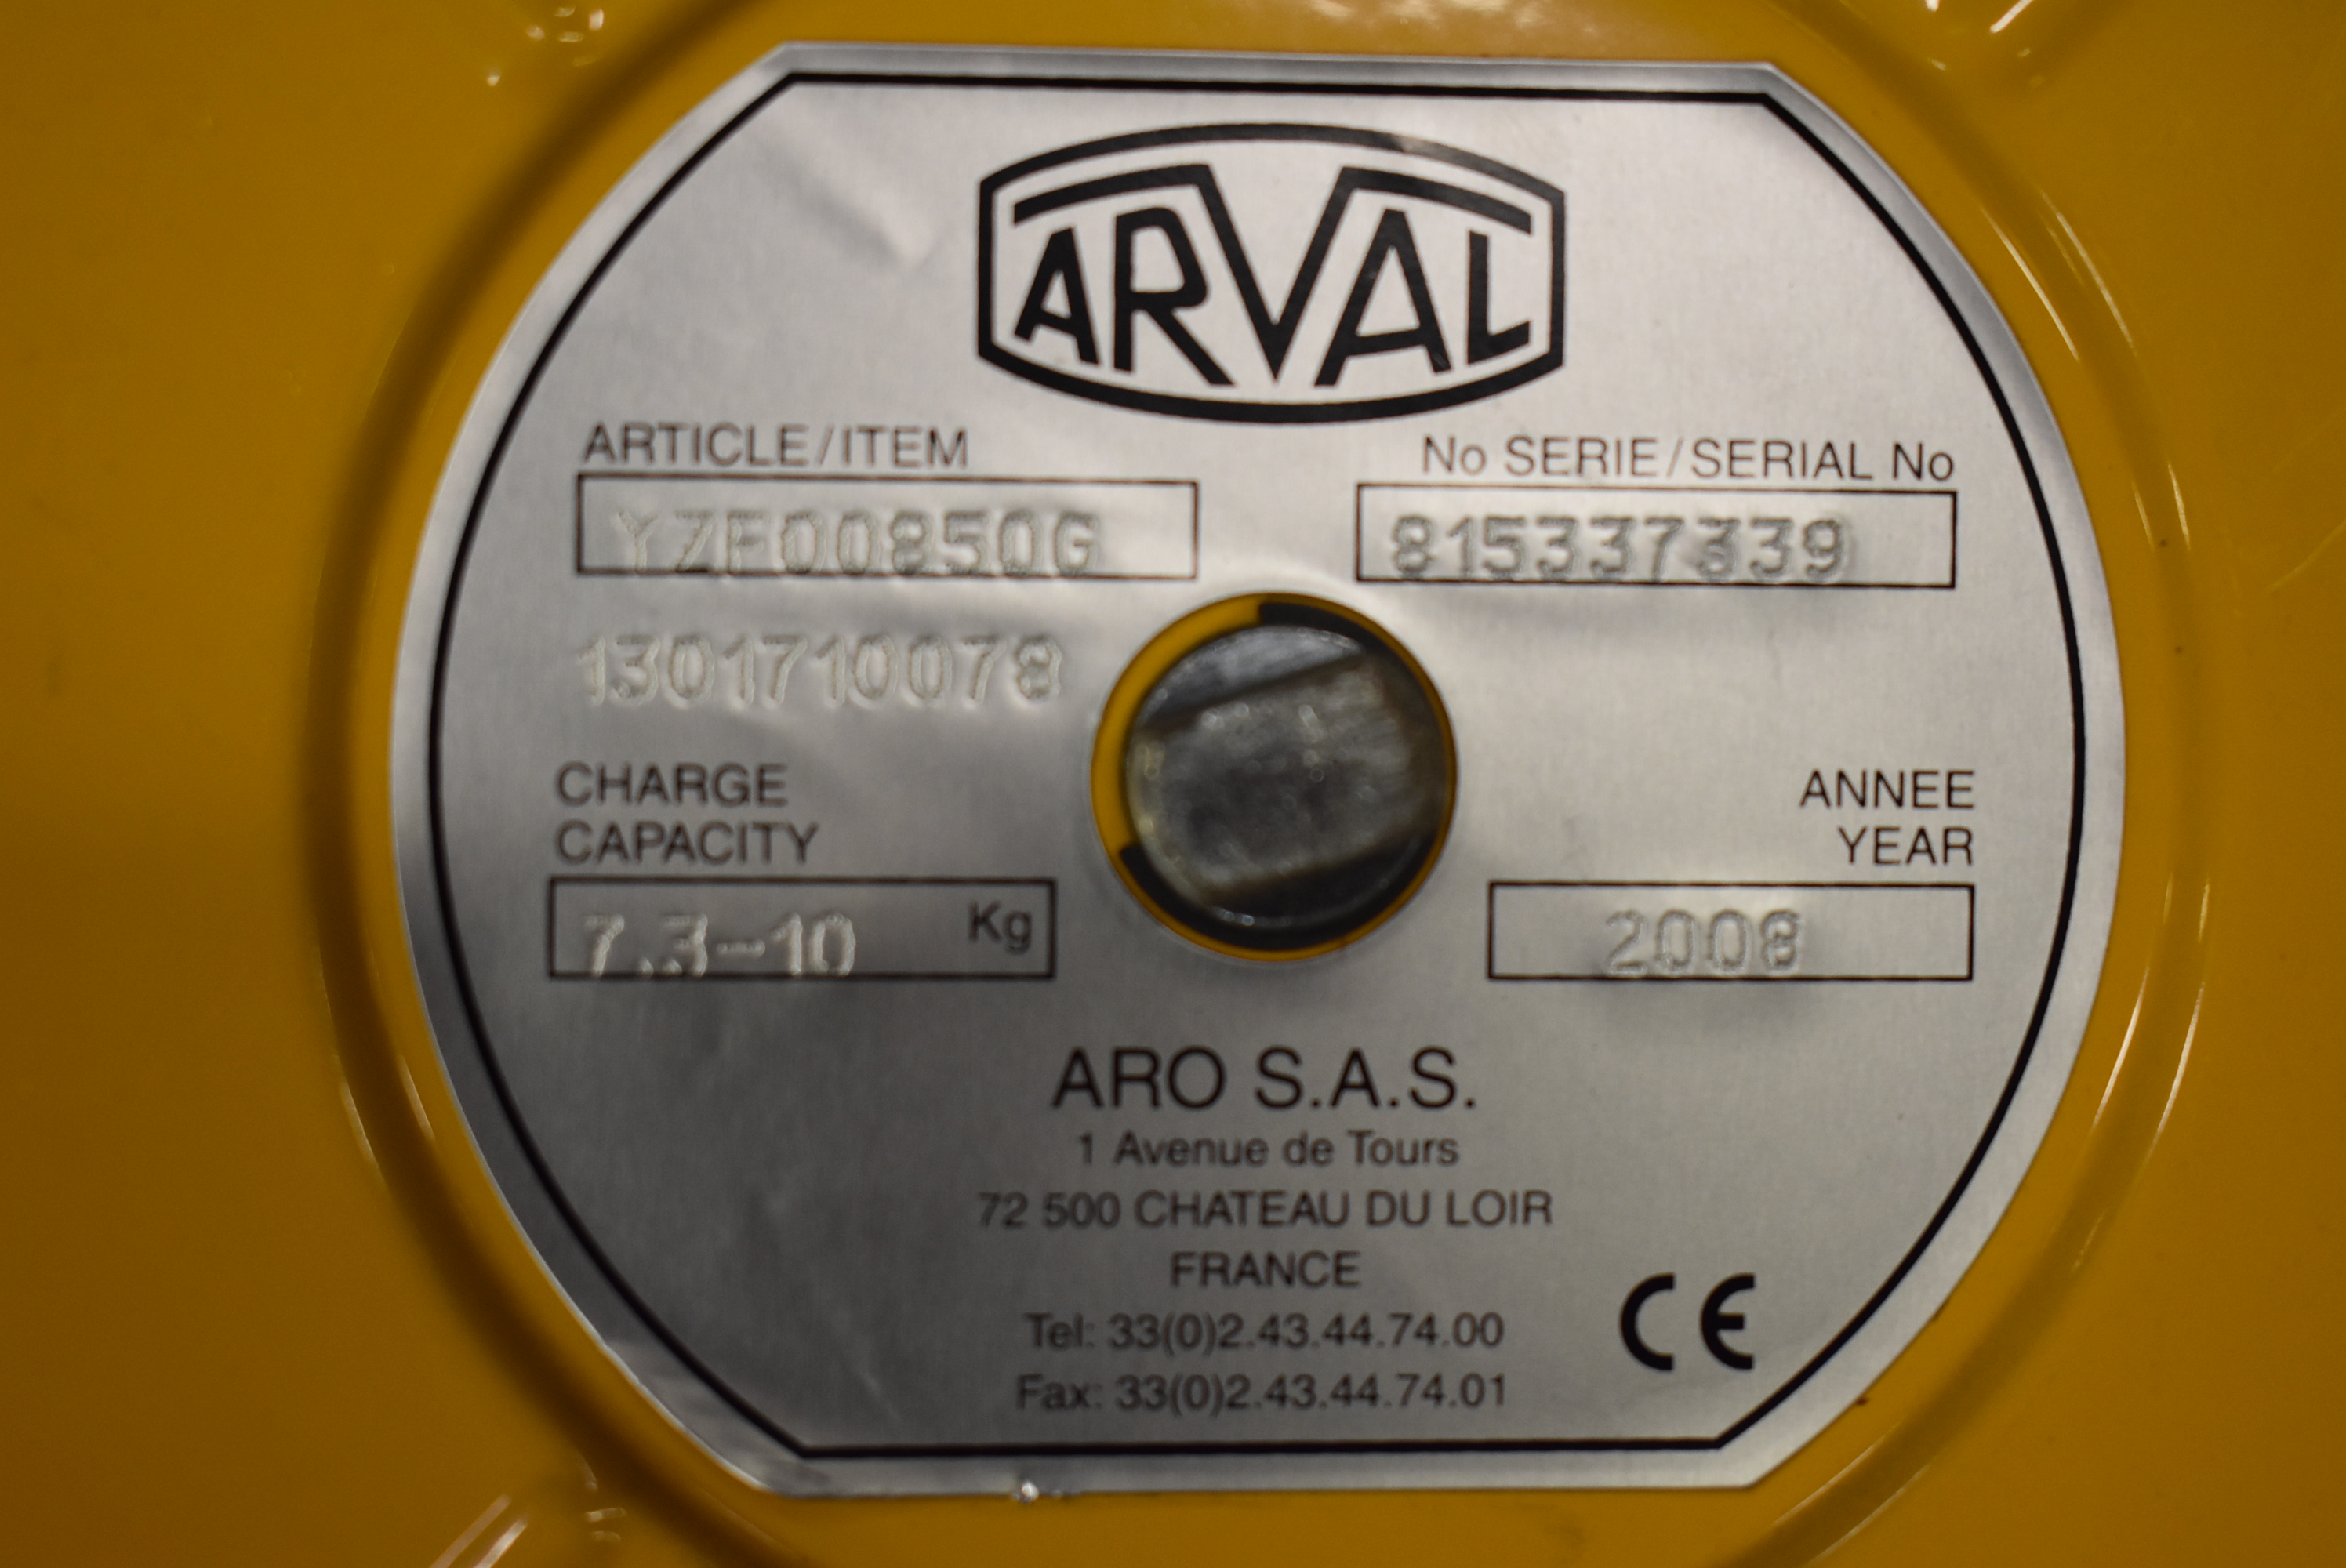 ARVAL
ARTICLE/ITEM
No SERIE/SERIAL No
YZF00850G
815337339
1301710078
CHARGE
CAPACITY
7.3-10 Kg
ANNEE
YEAR
2008
ARO S.A.S.
1 Avenue de Tours
72 500 CHATEAU DU LOIR
FRANCE
Tel: 33(0)2.43.44.74.00
Fax: 33(0)2.43.44.74.01
CE